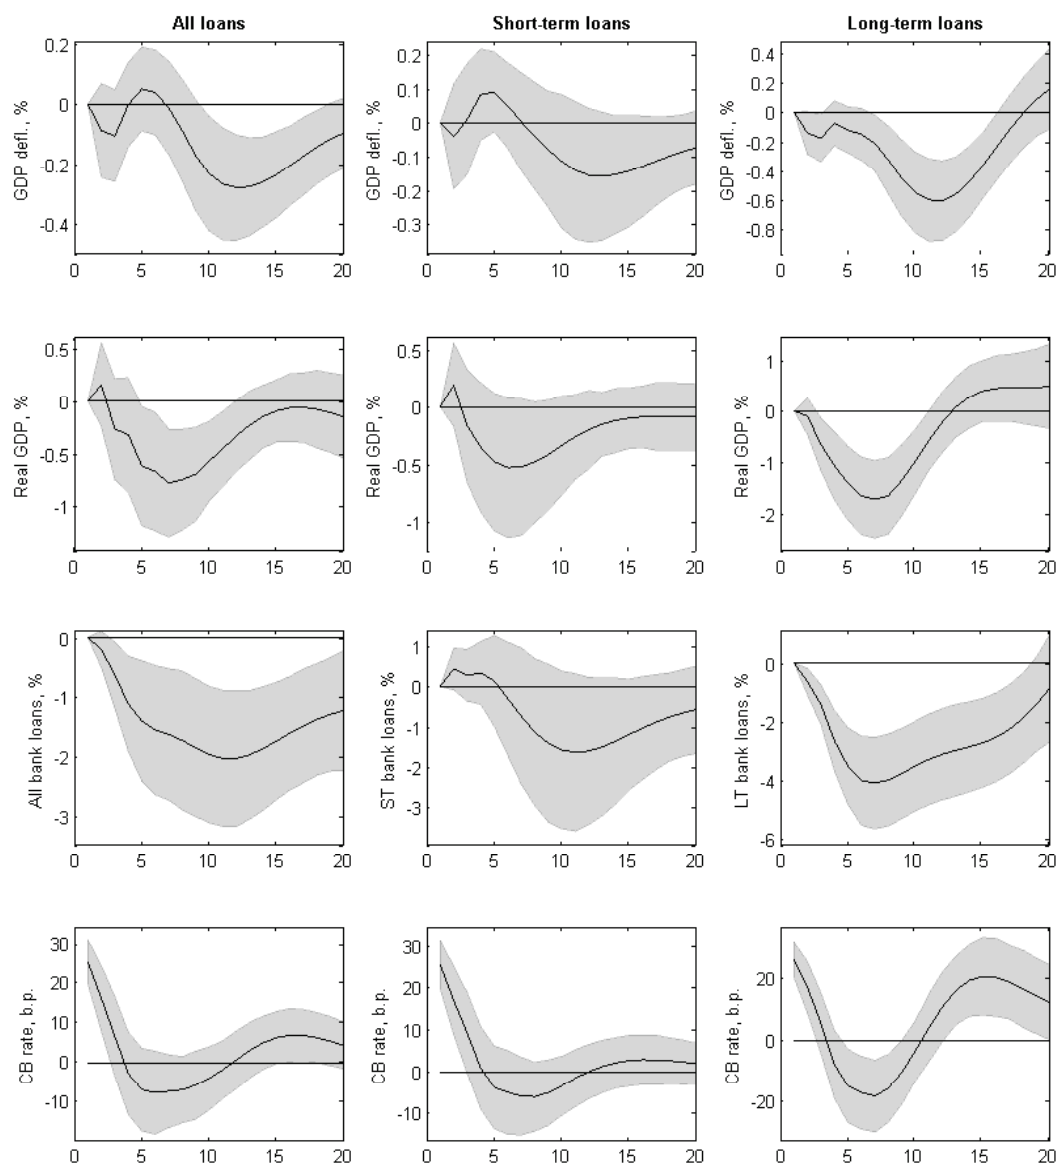 All loans
Short-term loans
Long-term loans
GDP defl., %
0.2
0
-0.2
-0.4
0 5 10 15 20
GDP defl., %
0.2
0.1
0
-0.1
-0.2
-0.3
0 5 10 15 20
GDP defl., %
0.4
0.2
0
-0.2
-0.4
-0.6
-0.8
0 5 10 15 20
Real GDP, %
0.5
0
-0.5
-1
0 5 10 15 20
Real GDP, %
0.5
0
-0.5
-1
0 5 10 15 20
Real GDP, %
1
0
-1
-2
0 5 10 15 20
All bank loans, %
0
-1
-2
-3
0 5 10 15 20
ST bank loans, %
1
0
-1
-2
-3
0 5 10 15 20
LT bank loans, %
0
-2
-4
-6
0 5 10 15 20
CB rate, b.p.
30
20
10
0
-10
0 5 10 15 20
CB rate, b.p.
30
20
10
0
-10
0 5 10 15 20
CB rate, b.p.
20
0
-20
0 5 10 15 20